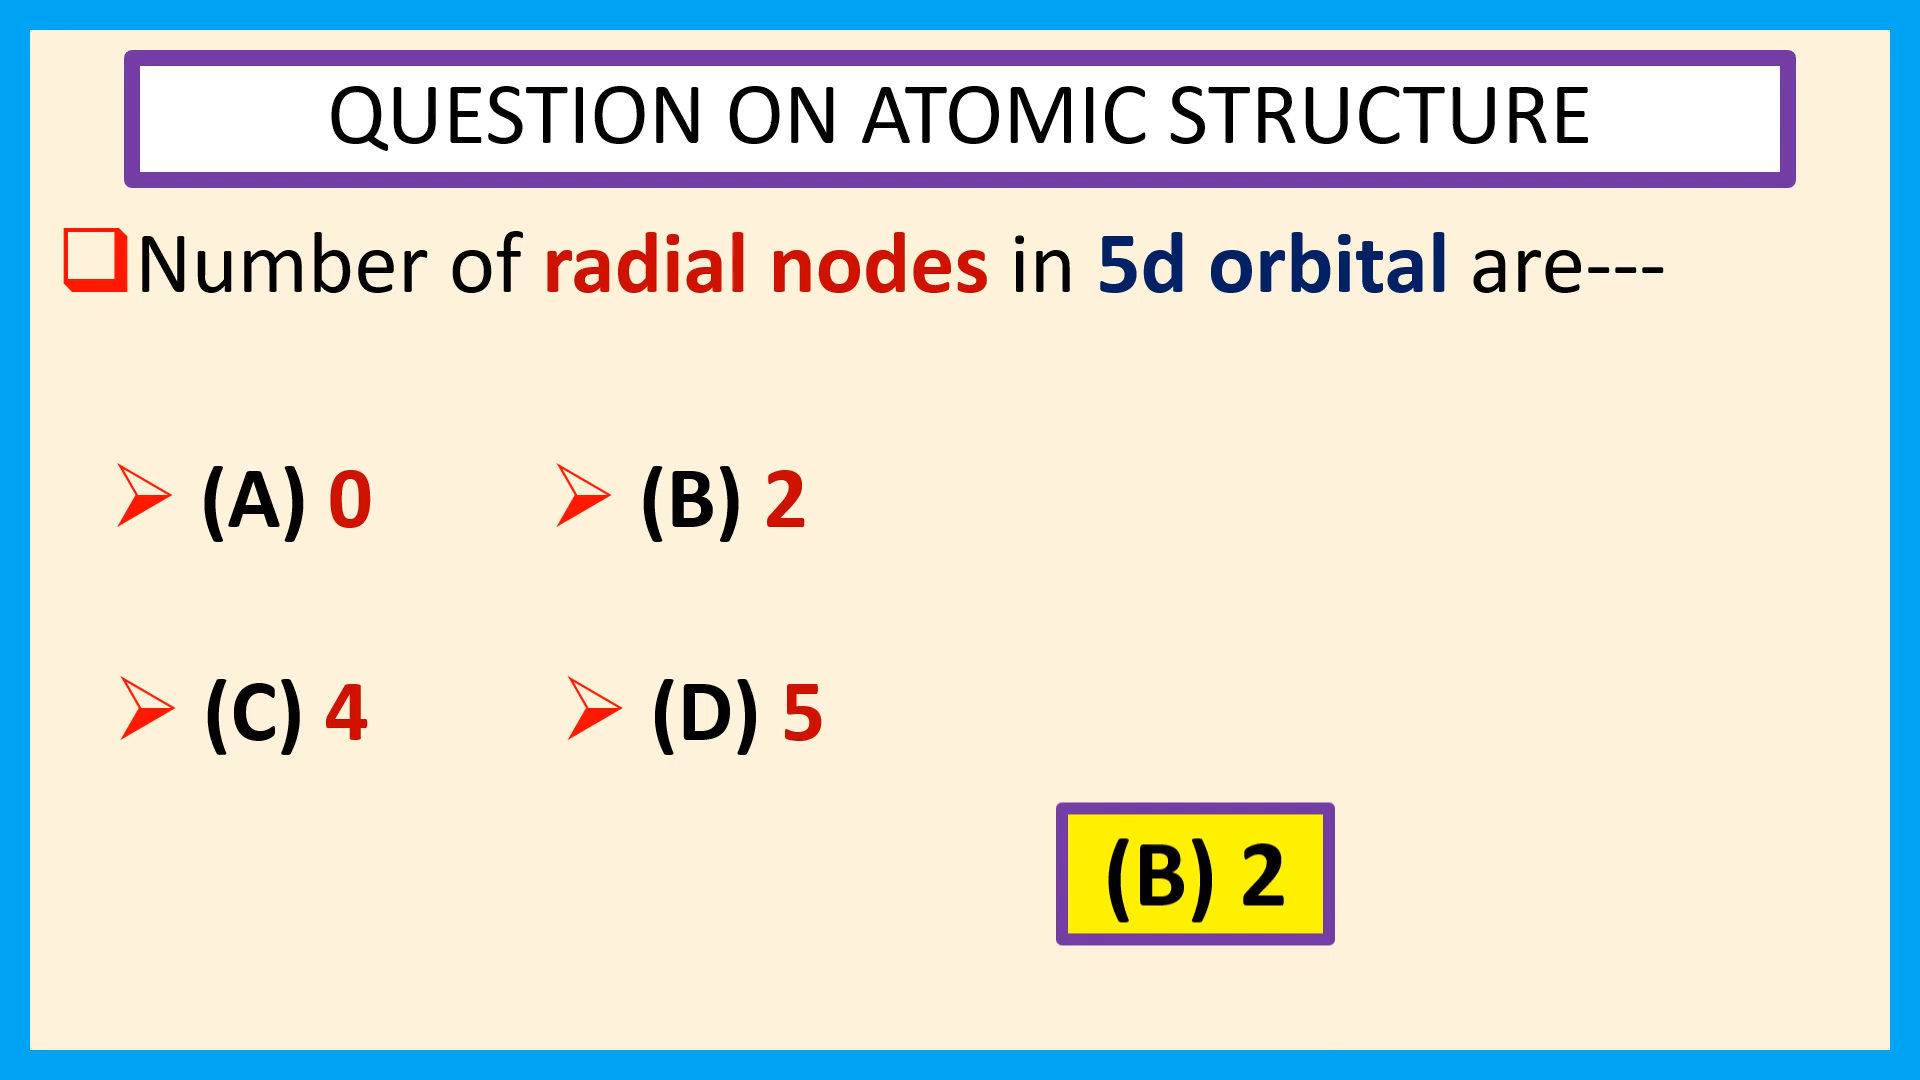 QUESTION ON ATOMIC STRUCTURE
Number of radial nodes in 5d orbital are---
(A) 0 (B) 2
(C) 4 (D) 5
(B) 2